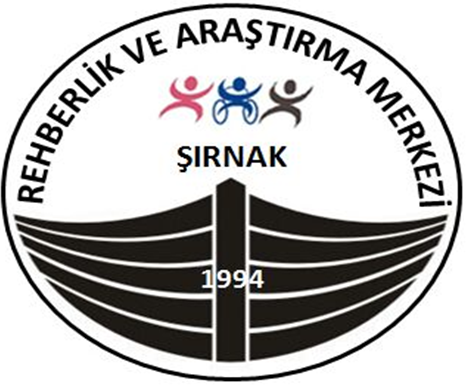 REHBERLİK VE ARAŞTIRMA MERKEZİ
ŞIRNAK
1994